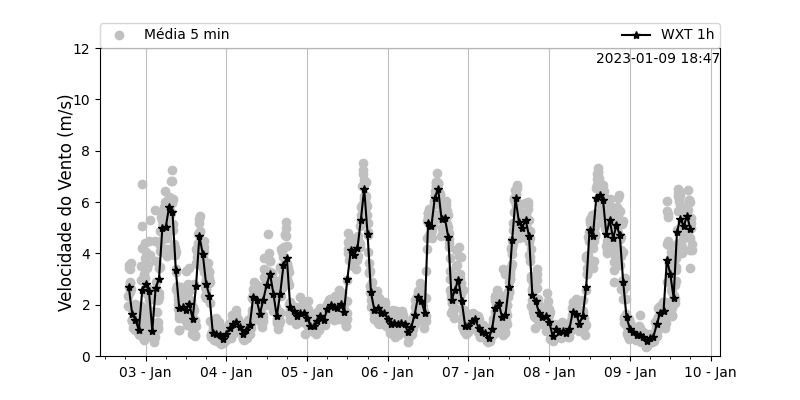 Média 5 min
WXT 1h
2023-01-09 18:47
Velocidade do Vento (m/s)
12
10
8
6
4
2
0
03 - Jan
04 - Jan
05 - Jan
06 - Jan
07 - Jan
08 - Jan
09 - Jan
10 - Jan